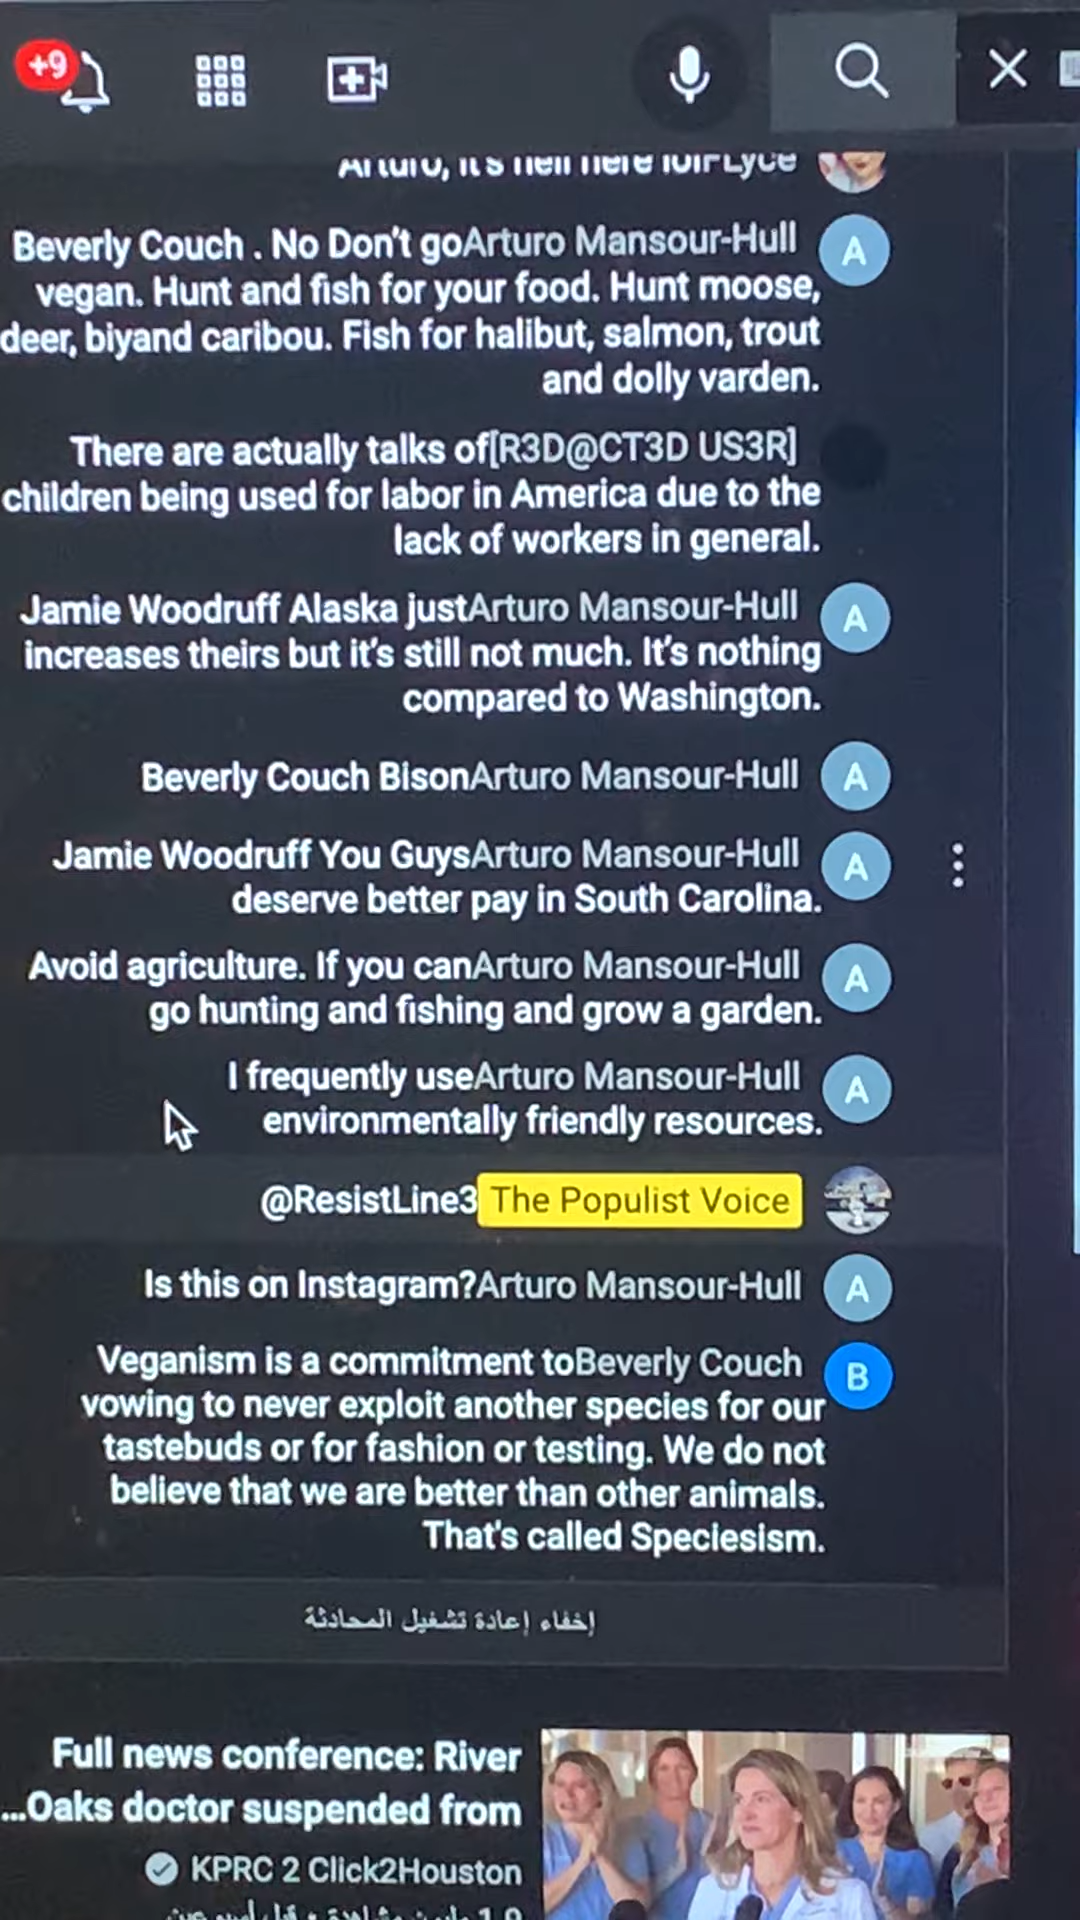 +9
Arturo, it's hell here lolFLyce
Beverly Couch . No Don't goArturo Mansour-Hull
A
vegan. Hunt and fish for your food. Hunt moose,
deer, biyand caribou. Fish for halibut, salmon, trout
and dolly varden.
There are actually talks of[R3D@CT3D US3R]
children being used for labor in America due to the
lack of workers in general.
Jamie Woodruff Alaska justArturo Mansour-Hull
A
increases theirs but it's still not much. It's nothing
compared to Washington.
Beverly Couch BisonArturo Mansour-Hull
A
Jamie Woodruff You GuysArturo Mansour-Hull
A
deserve better pay in South Carolina.
Avoid agriculture. If you canArturo Mansour-Hull
A
go hunting and fishing and grow a garden.
I frequently useArturo Mansour-Hull
A
environmentally friendly resources.
@ResistLine3 The Populist Voice
Is this on Instagram?Arturo Mansour-Hull
A
Veganism is a commitment toBeverly Couch
B
vowing to never exploit another species for our
tastebuds or for fashion or testing. We do not
believe that we are better than other animals.
That's called Speciesism.
إخفاء إعادة تشغيل المحادثة
Full news conference: River
...Oaks doctor suspended from
KPRC 2 Click2Houston